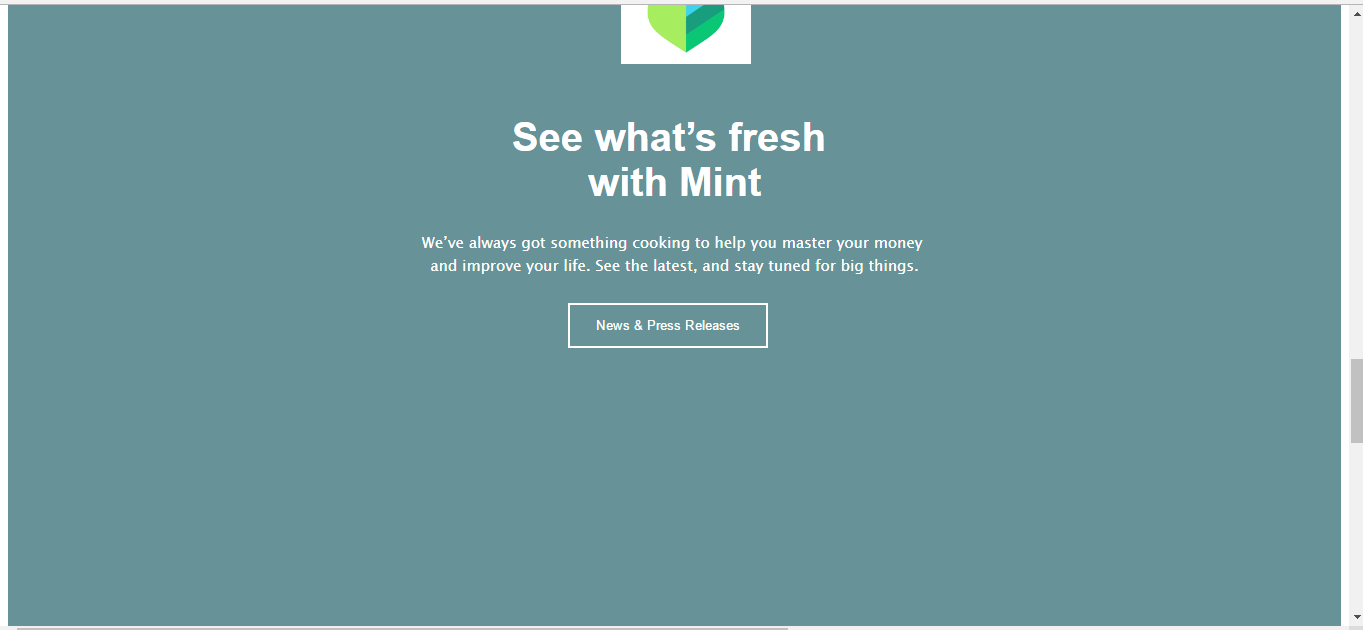 See what’s fresh
with Mint
We’ve always got something cooking to help you master your money
and improve your life. See the latest, and stay tuned for big things.
News & Press Releases